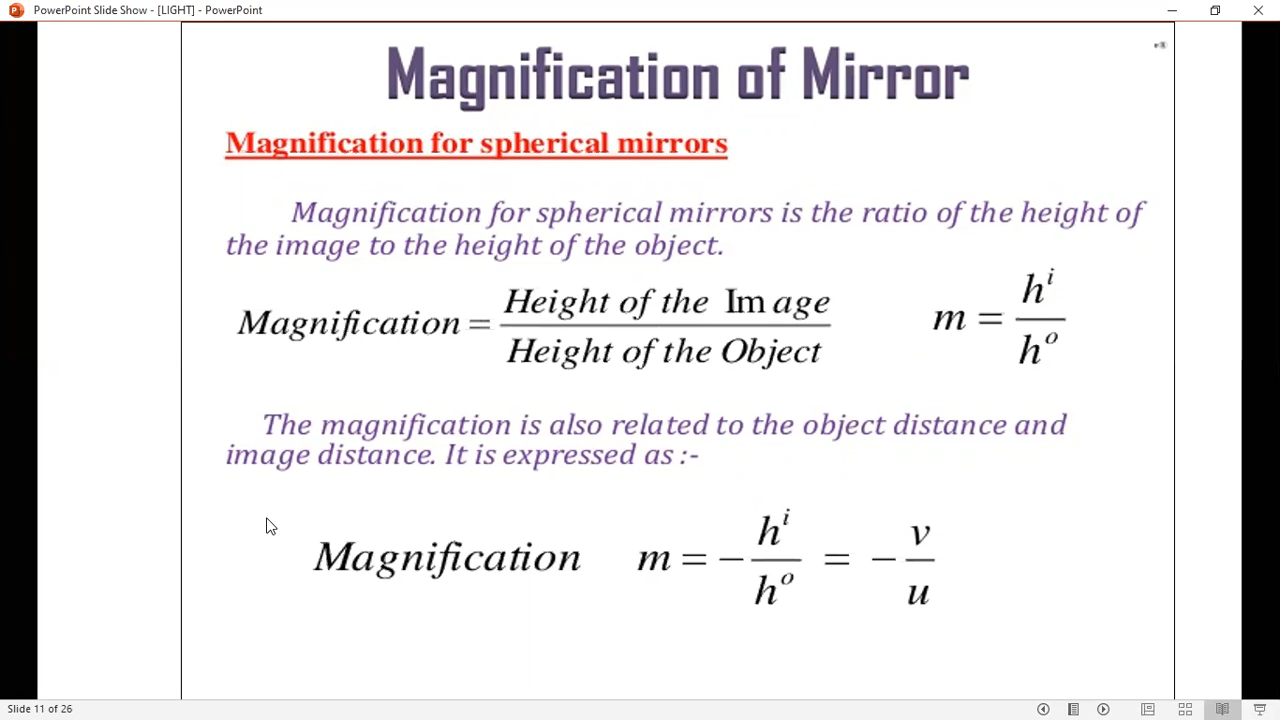 PowerPoint Slide Show - [LIGHT] - PowerPoint
Magnification of Mirror
Magnification for spherical mirrors
Magnification for spherical mirrors is the ratio of the height of
the image to the height of the object.
Magnification = Height of the Im age / Height of the Object    m = h^i / h^o
The magnification is also related to the object distance and
image distance. It is expressed as :-
Magnification    m = - h^i / h^o = - v / u
Slide 11 of 26